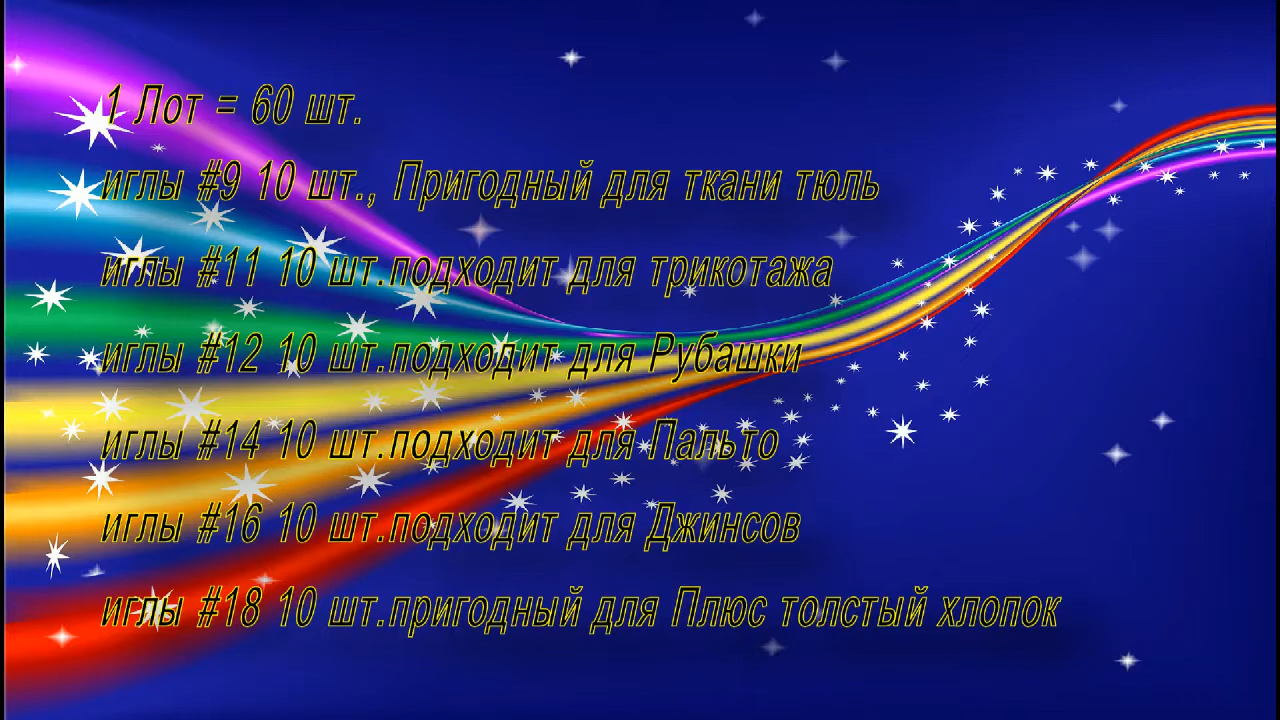 1 Лот = 60 шт.
иглы #9 10 шт., Пригодный для ткани тюль
иглы #11 10 шт.подходит для трикотажа
иглы #12 10 шт.подходит для Рубашки
иглы #14 10 шт.подходит для Пальто
иглы #16 10 шт.подходит для Джинсов
иглы #18 10 шт.пригодный для Плюс толстый хлопок